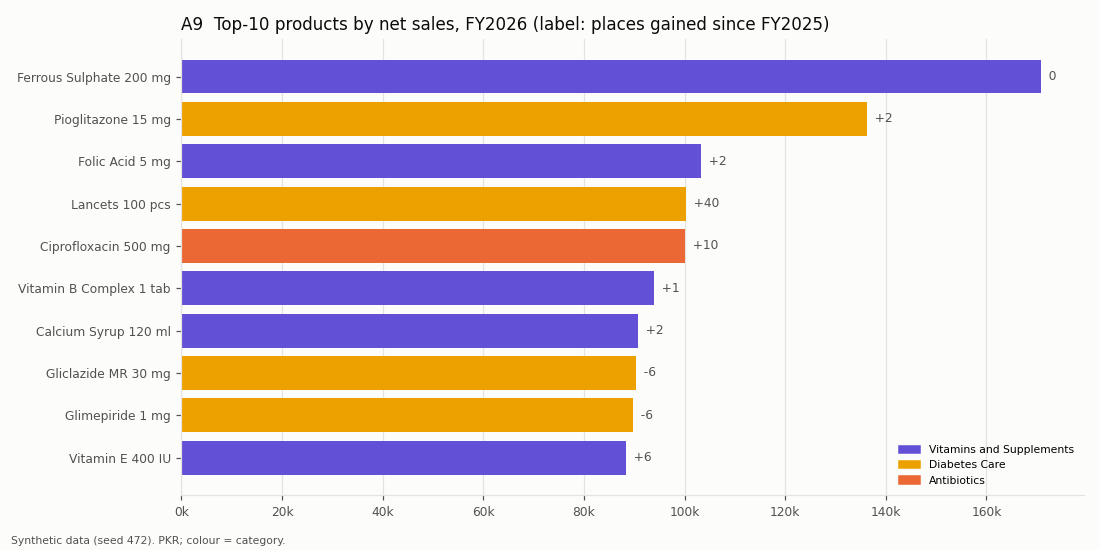 A9  Top-10 products by net sales, FY2026 (label: places gained since FY2025)
Ferrous Sulphate 200 mg 0
Pioglitazone 15 mg +2
Folic Acid 5 mg +2
Lancets 100 pcs +40
Ciprofloxacin 500 mg +10
Vitamin B Complex 1 tab +1
Calcium Syrup 120 ml +2
Gliclazide MR 30 mg -6
Glimepiride 1 mg -6
Vitamin E 400 IU +6
Vitamins and Supplements
Diabetes Care
Antibiotics
0k 20k 40k 60k 80k 100k 120k 140k 160k
Synthetic data (seed 472). PKR; colour = category.